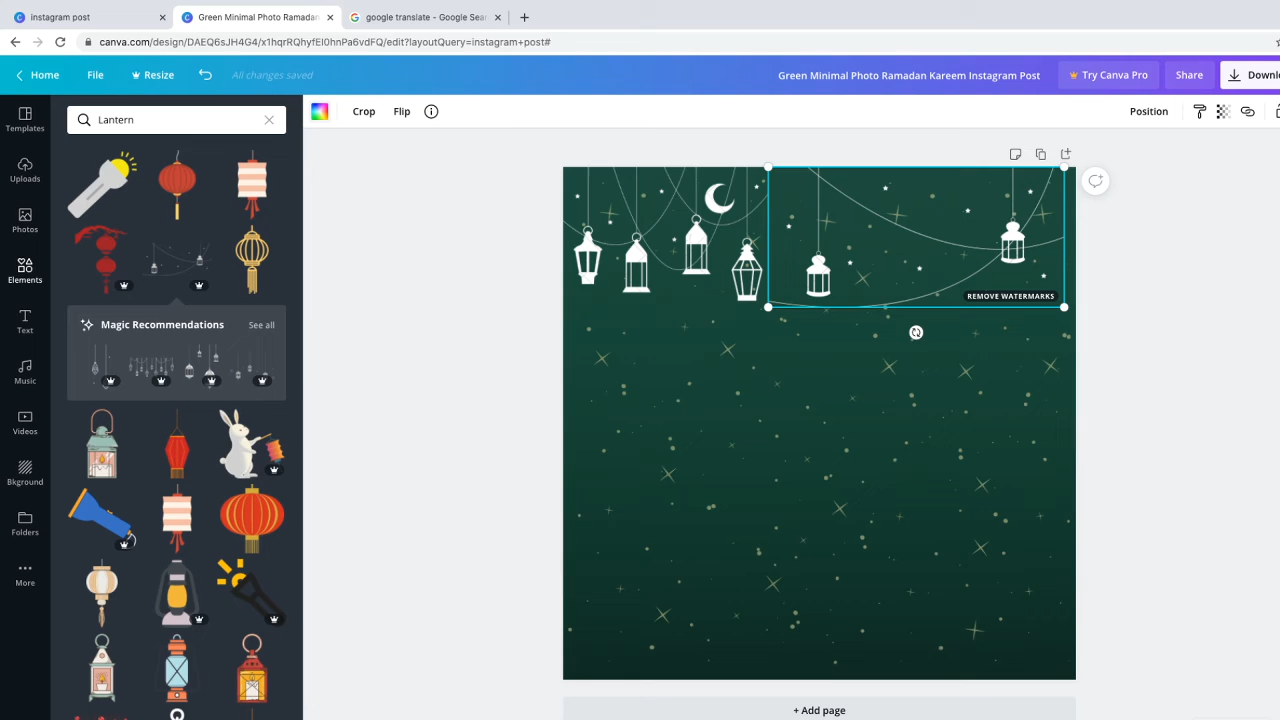 instagram post
Green Minimal Photo Ramadan
google translate - Google Sear
canva.com/design/DAEQ6sJH4G4/x1hqrRQhyfEl0hnPa6vdFQ/edit?layoutQuery=instagram+post#
Home
File
Resize
All changes saved
Green Minimal Photo Ramadan Kareem Instagram Post
Try Canva Pro
Share
Downlo
Lantern
Crop
Flip
Position
Templates
Uploads
Photos
Elements
Text
Music
Videos
Bkground
Folders
More
Magic Recommendations
See all
REMOVE WATERMARKS
+ Add page